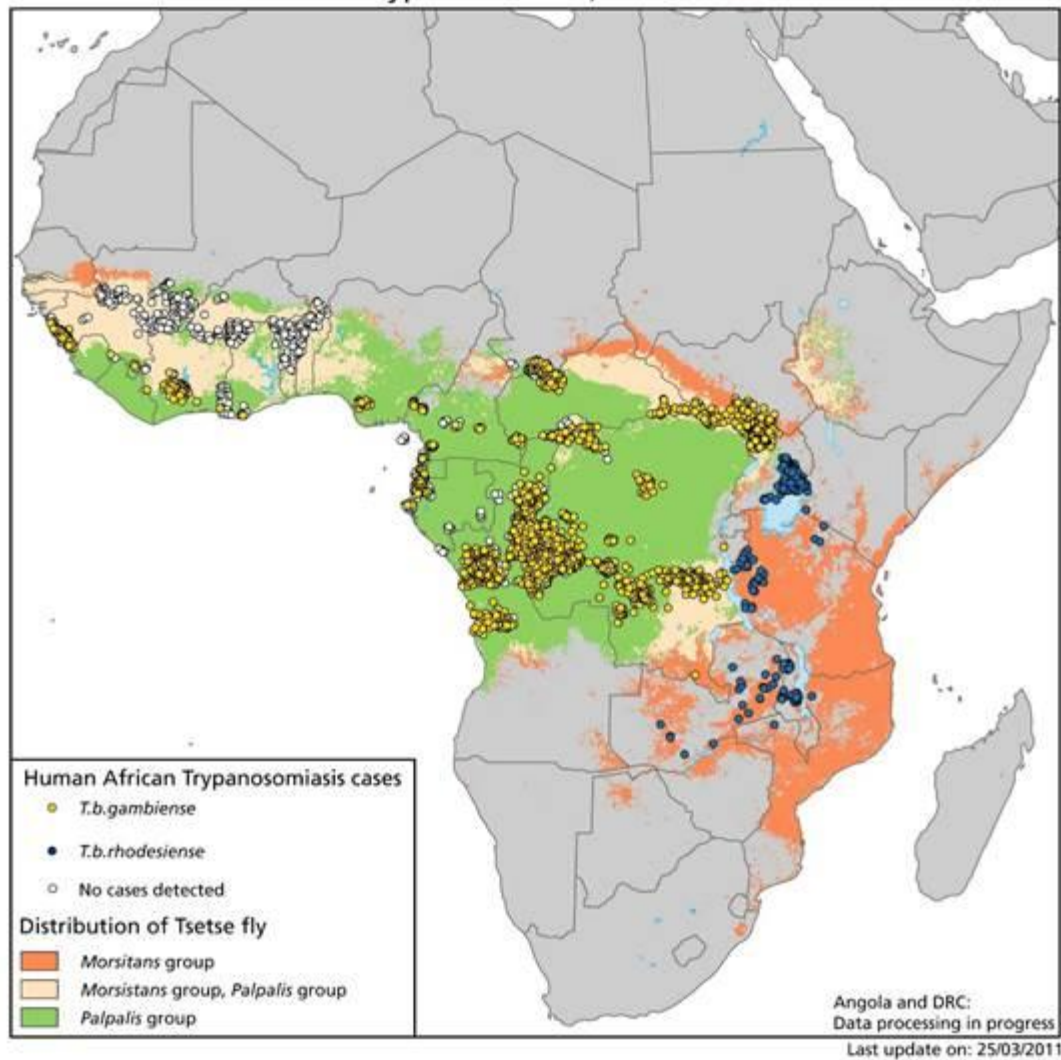 Human African Trypanosomiasis cases
T.b.gambiense
T.b.rhodesiense
No cases detected
Distribution of Tsetse fly
Morsitans group
Morsistans group, Palpalis group
Palpalis group
Angola and DRC:
Data processing in progress
Last update on: 25/03/2011